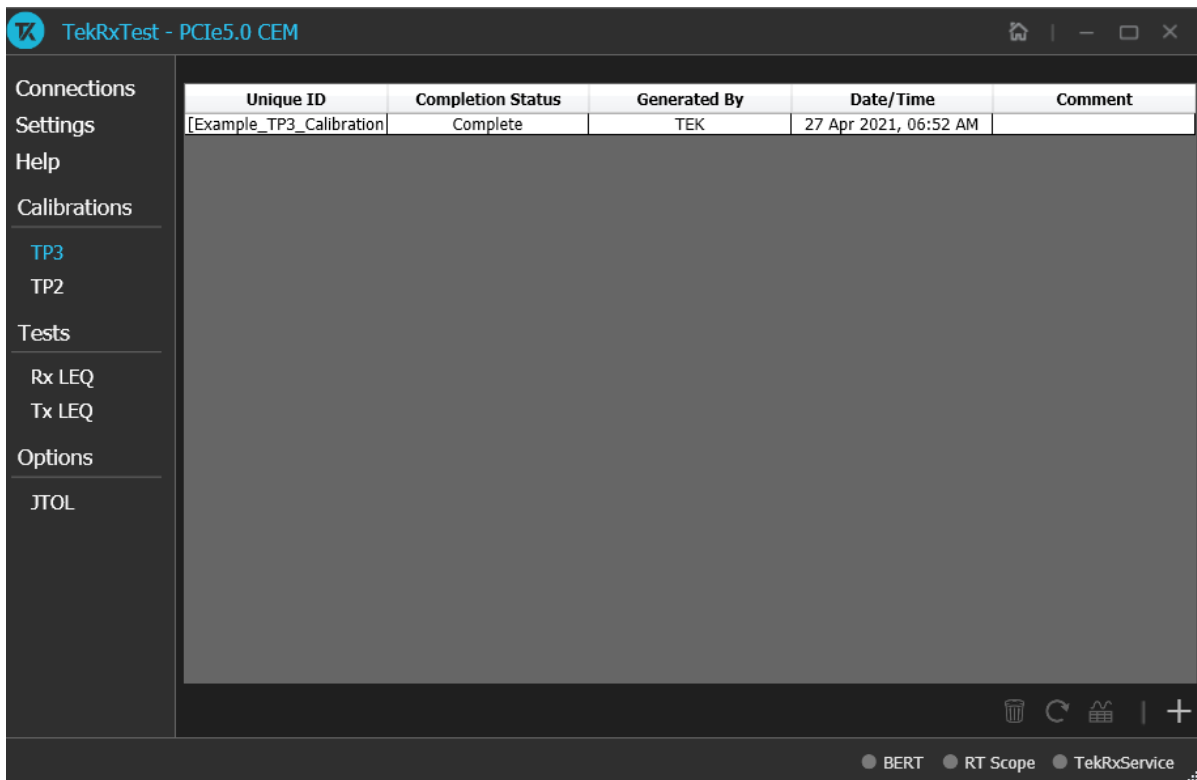 TekRxTest - PCIe5.0 CEM
Connections
Settings
Help
Calibrations
TP3
TP2
Tests
Rx LEQ
Tx LEQ
Options
JTOL
Unique ID Completion Status Generated By Date/Time Comment
[Example_TP3_Calibration Complete TEK 27 Apr 2021, 06:52 AM
BERT RT Scope TekRxService